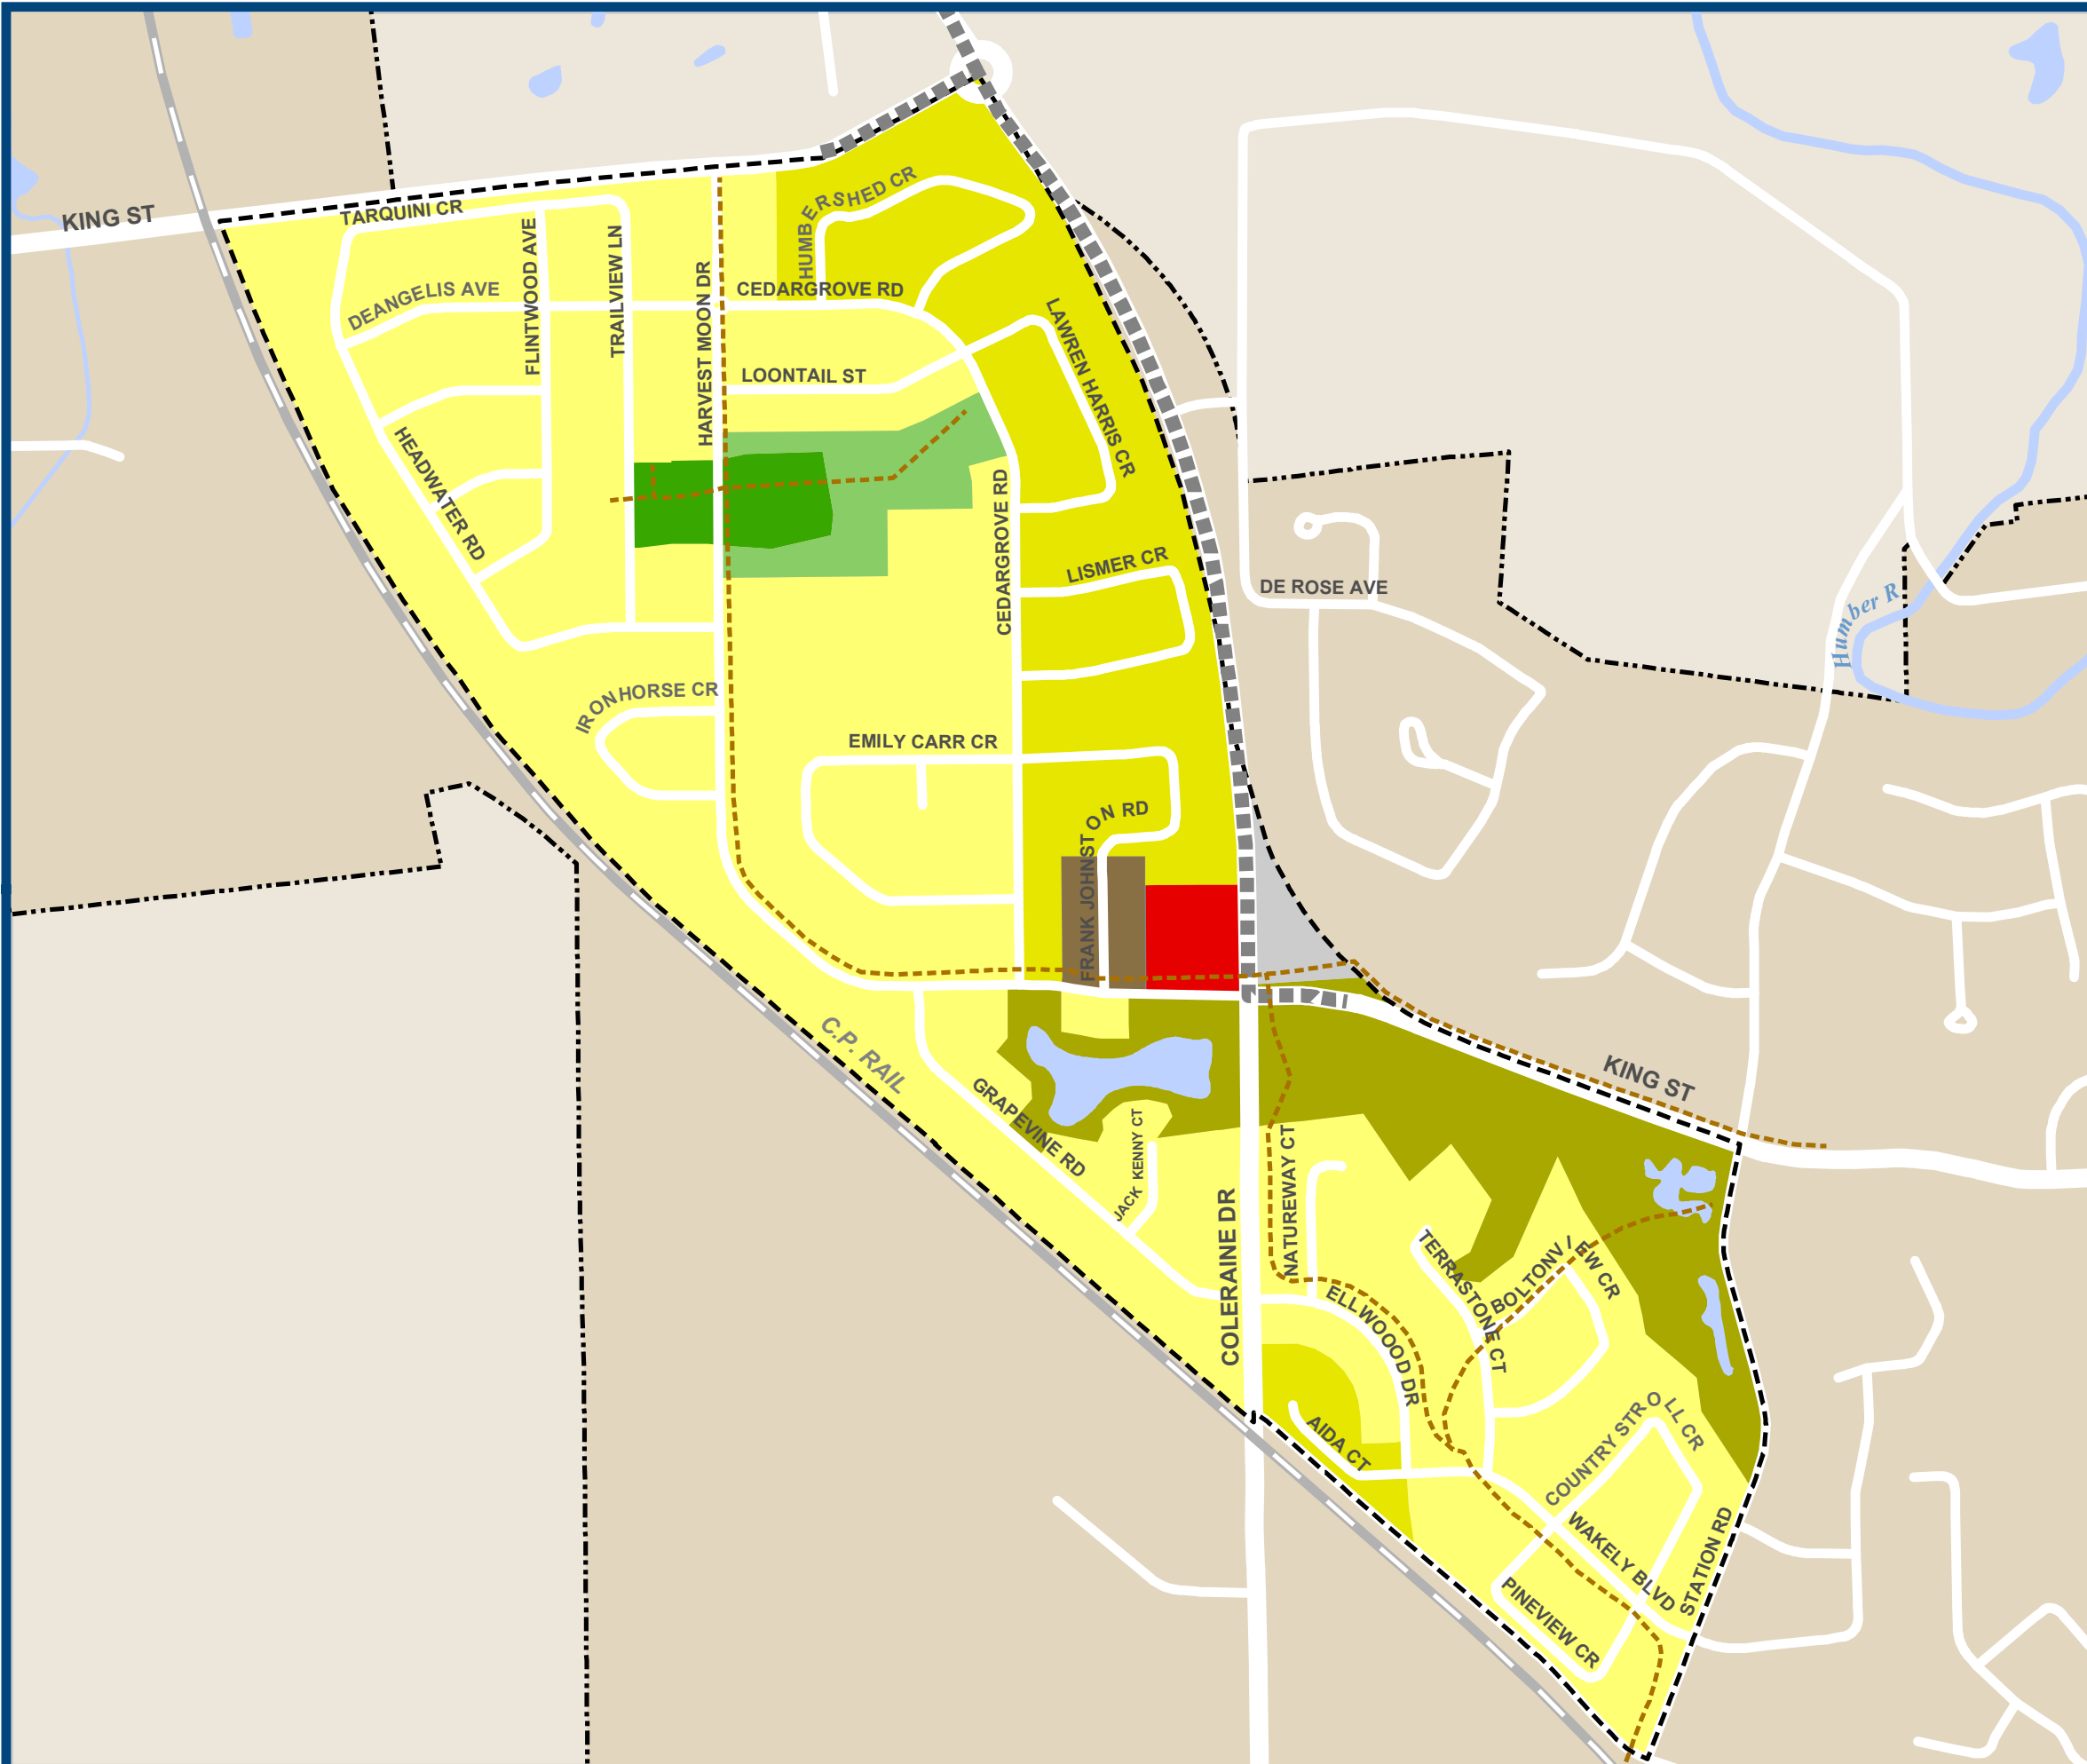 KING ST
TARQUINI CR
HUMBERSHED CR
DEANGELIS AVE
FLINTWOOD AVE
TRAILVIEW LN
HARVEST MOON DR
CEDARGROVE RD
LAWREN HARRIS CR
LOONTAIL ST
HEADWATER RD
CEDARGROVE RD
LISMER CR
DE ROSE AVE
Humber R
IRON HORSE CR
EMILY CARR CR
FRANK JOHNSTON RD
C.P. RAIL
KING ST
GRAPEVINE RD
JACK KENNY CT
NATUREWAY CT
COLERAINE DR
TERRASTONE CT
BOLTONVIEW CR
ELLWOOD DR
AIDA CT
COUNTRY STROLL CR
WAKELY BLVD
STATION RD
PINEVIEW CR